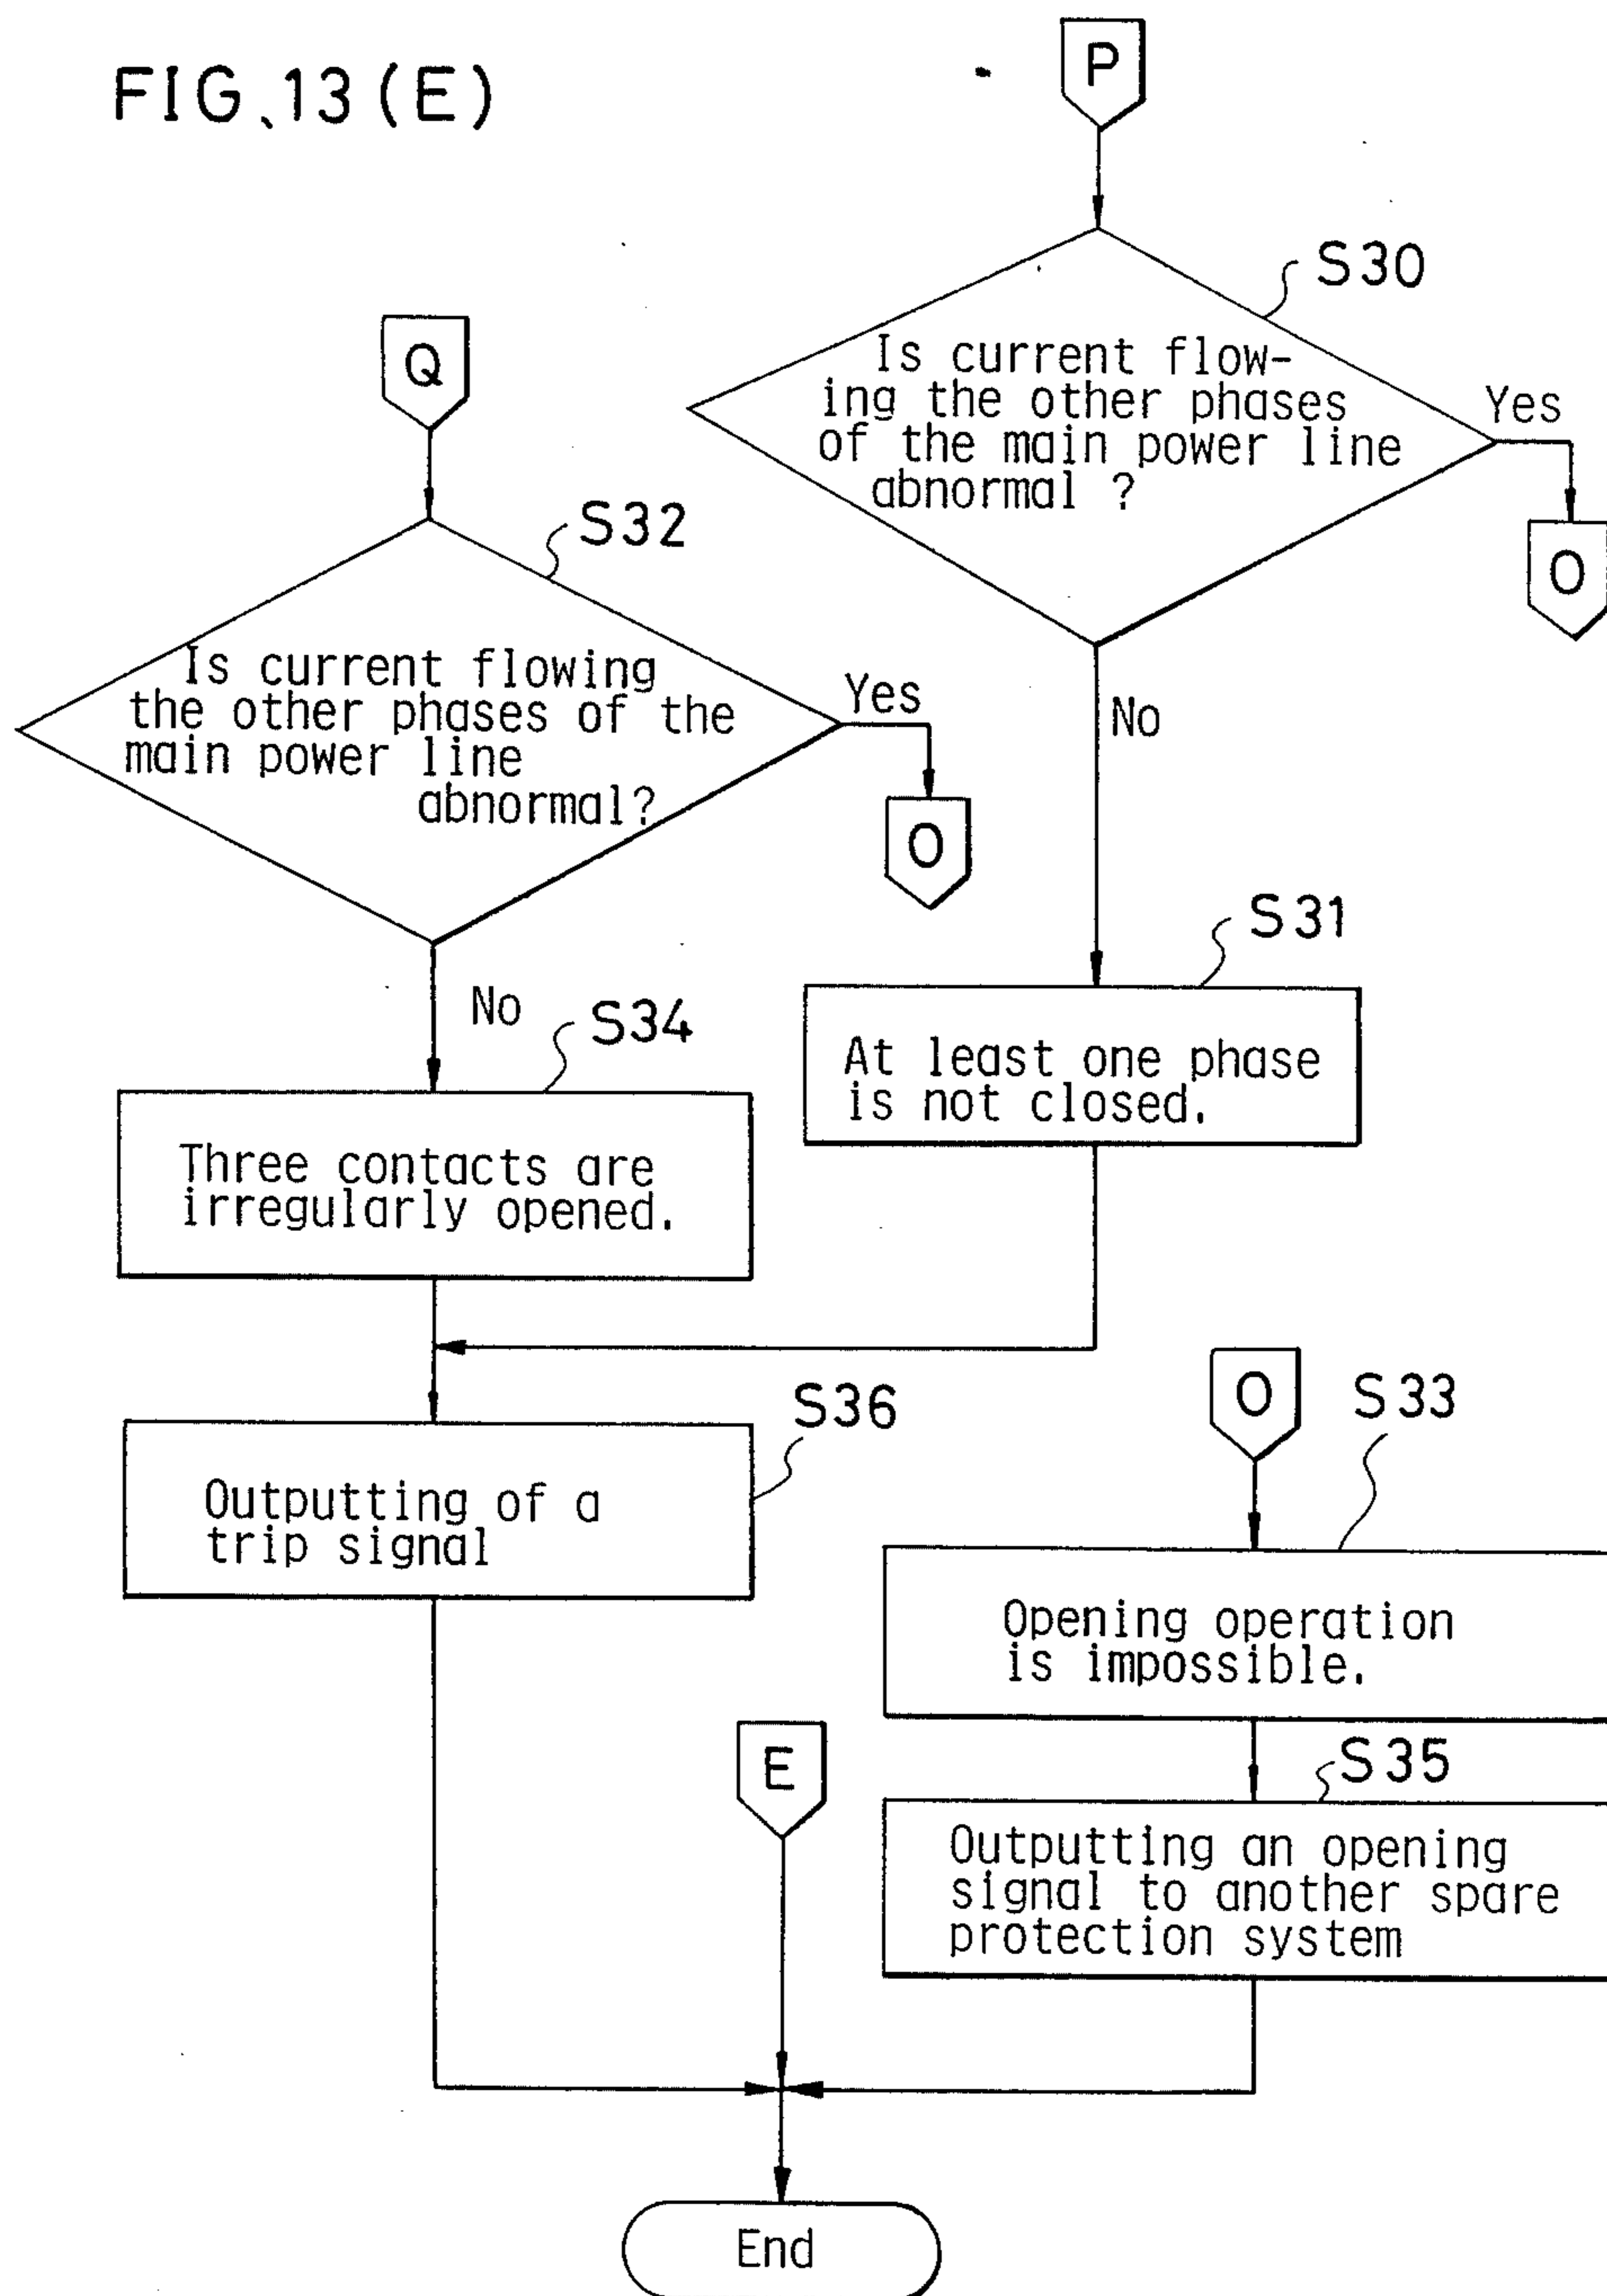 FIG. 13 (E)
P
S30
Is current flow-
ing the other phases
of the main power line
abnormal ?
Yes
O
No
Q
S32
Is current flowing
the other phases of the
main power line
abnormal?
Yes
O
No
S31
At least one phase
is not closed.
S34
Three contacts are
irregularly opened.
S36
Outputting of a
trip signal
O
S33
Opening operation
is impossible.
S35
Outputting an opening
signal to another spare
protection system
E
End